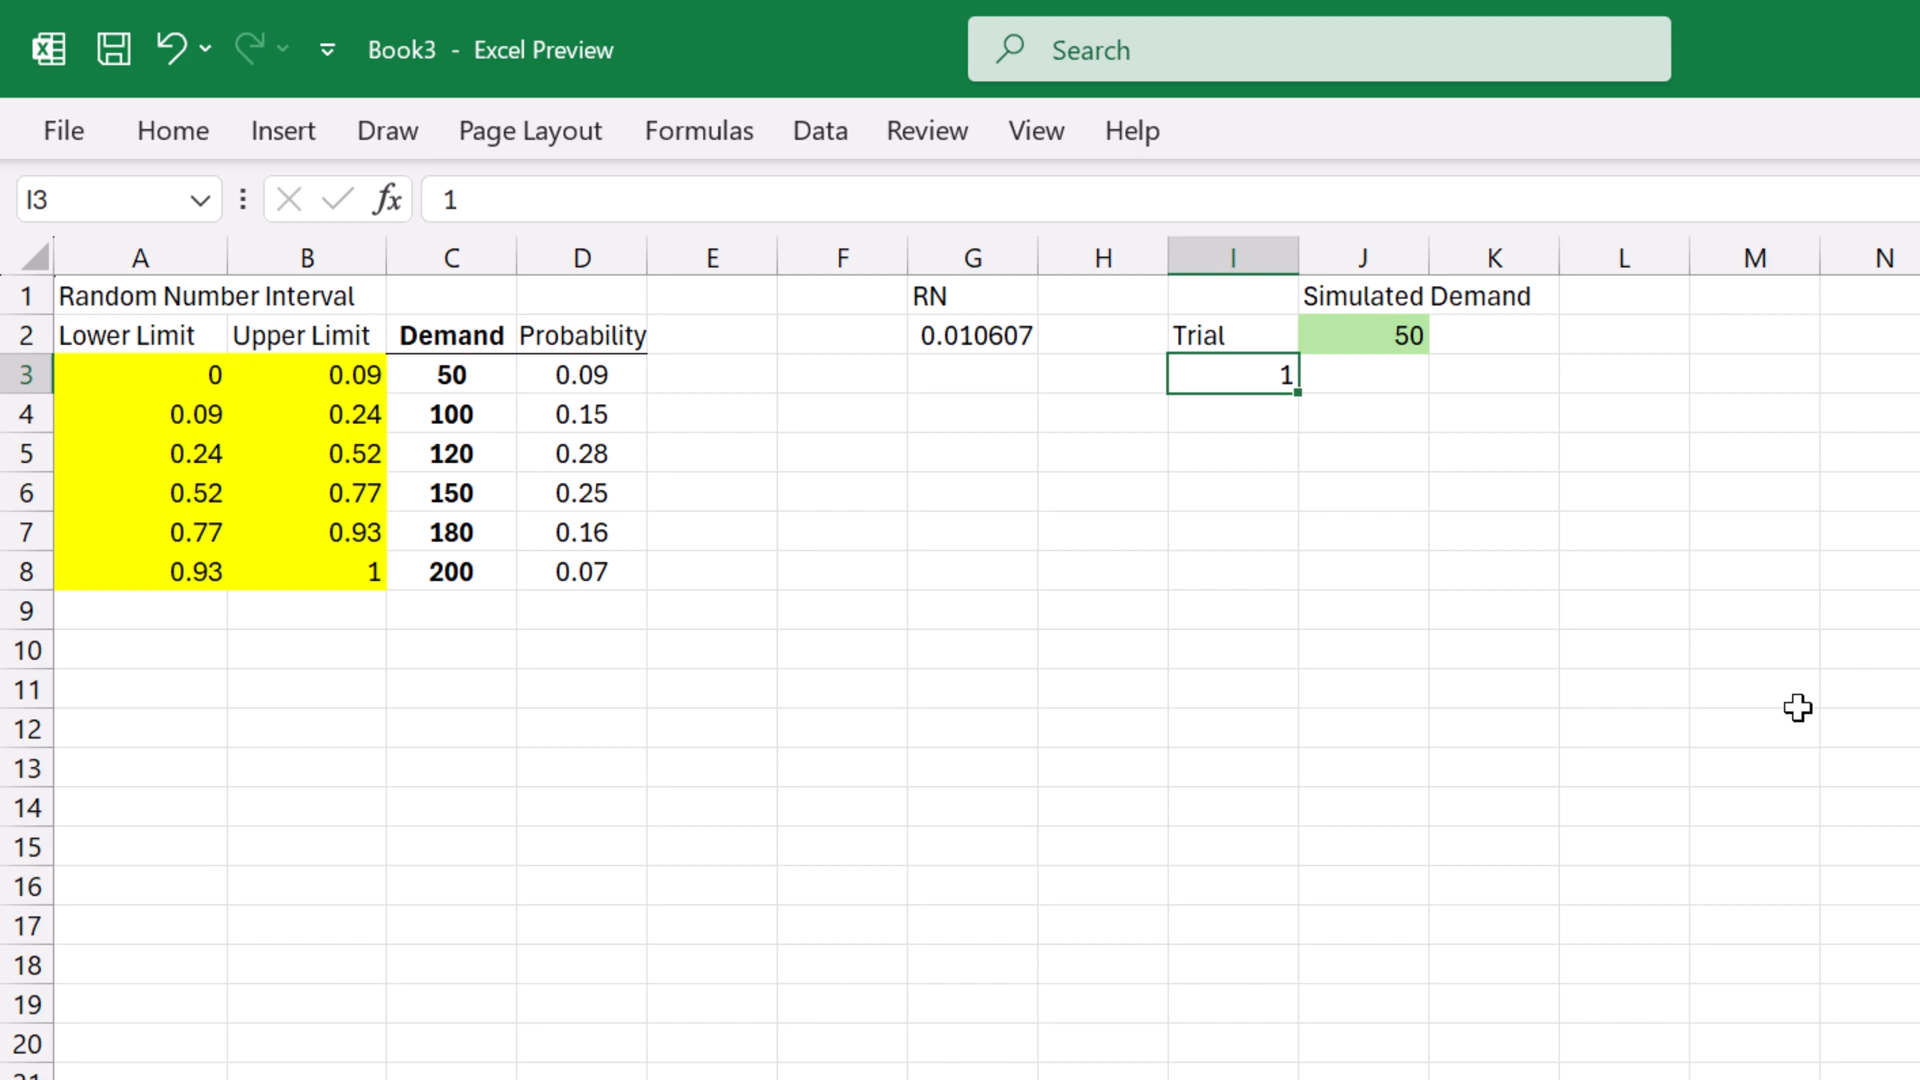 Book3 - Excel Preview
Search
File Home Insert Draw Page Layout Formulas Data Review View Help
I3 fx 1
A B C D E F G H I J K L M N
1 Random Number Interval RN Simulated Demand
2 Lower Limit Upper Limit Demand Probability 0.010607 Trial 50
3 0 0.09 50 0.09 1
4 0.09 0.24 100 0.15
5 0.24 0.52 120 0.28
6 0.52 0.77 150 0.25
7 0.77 0.93 180 0.16
8 0.93 1 200 0.07
9
10
11
12
13
14
15
16
17
18
19
20